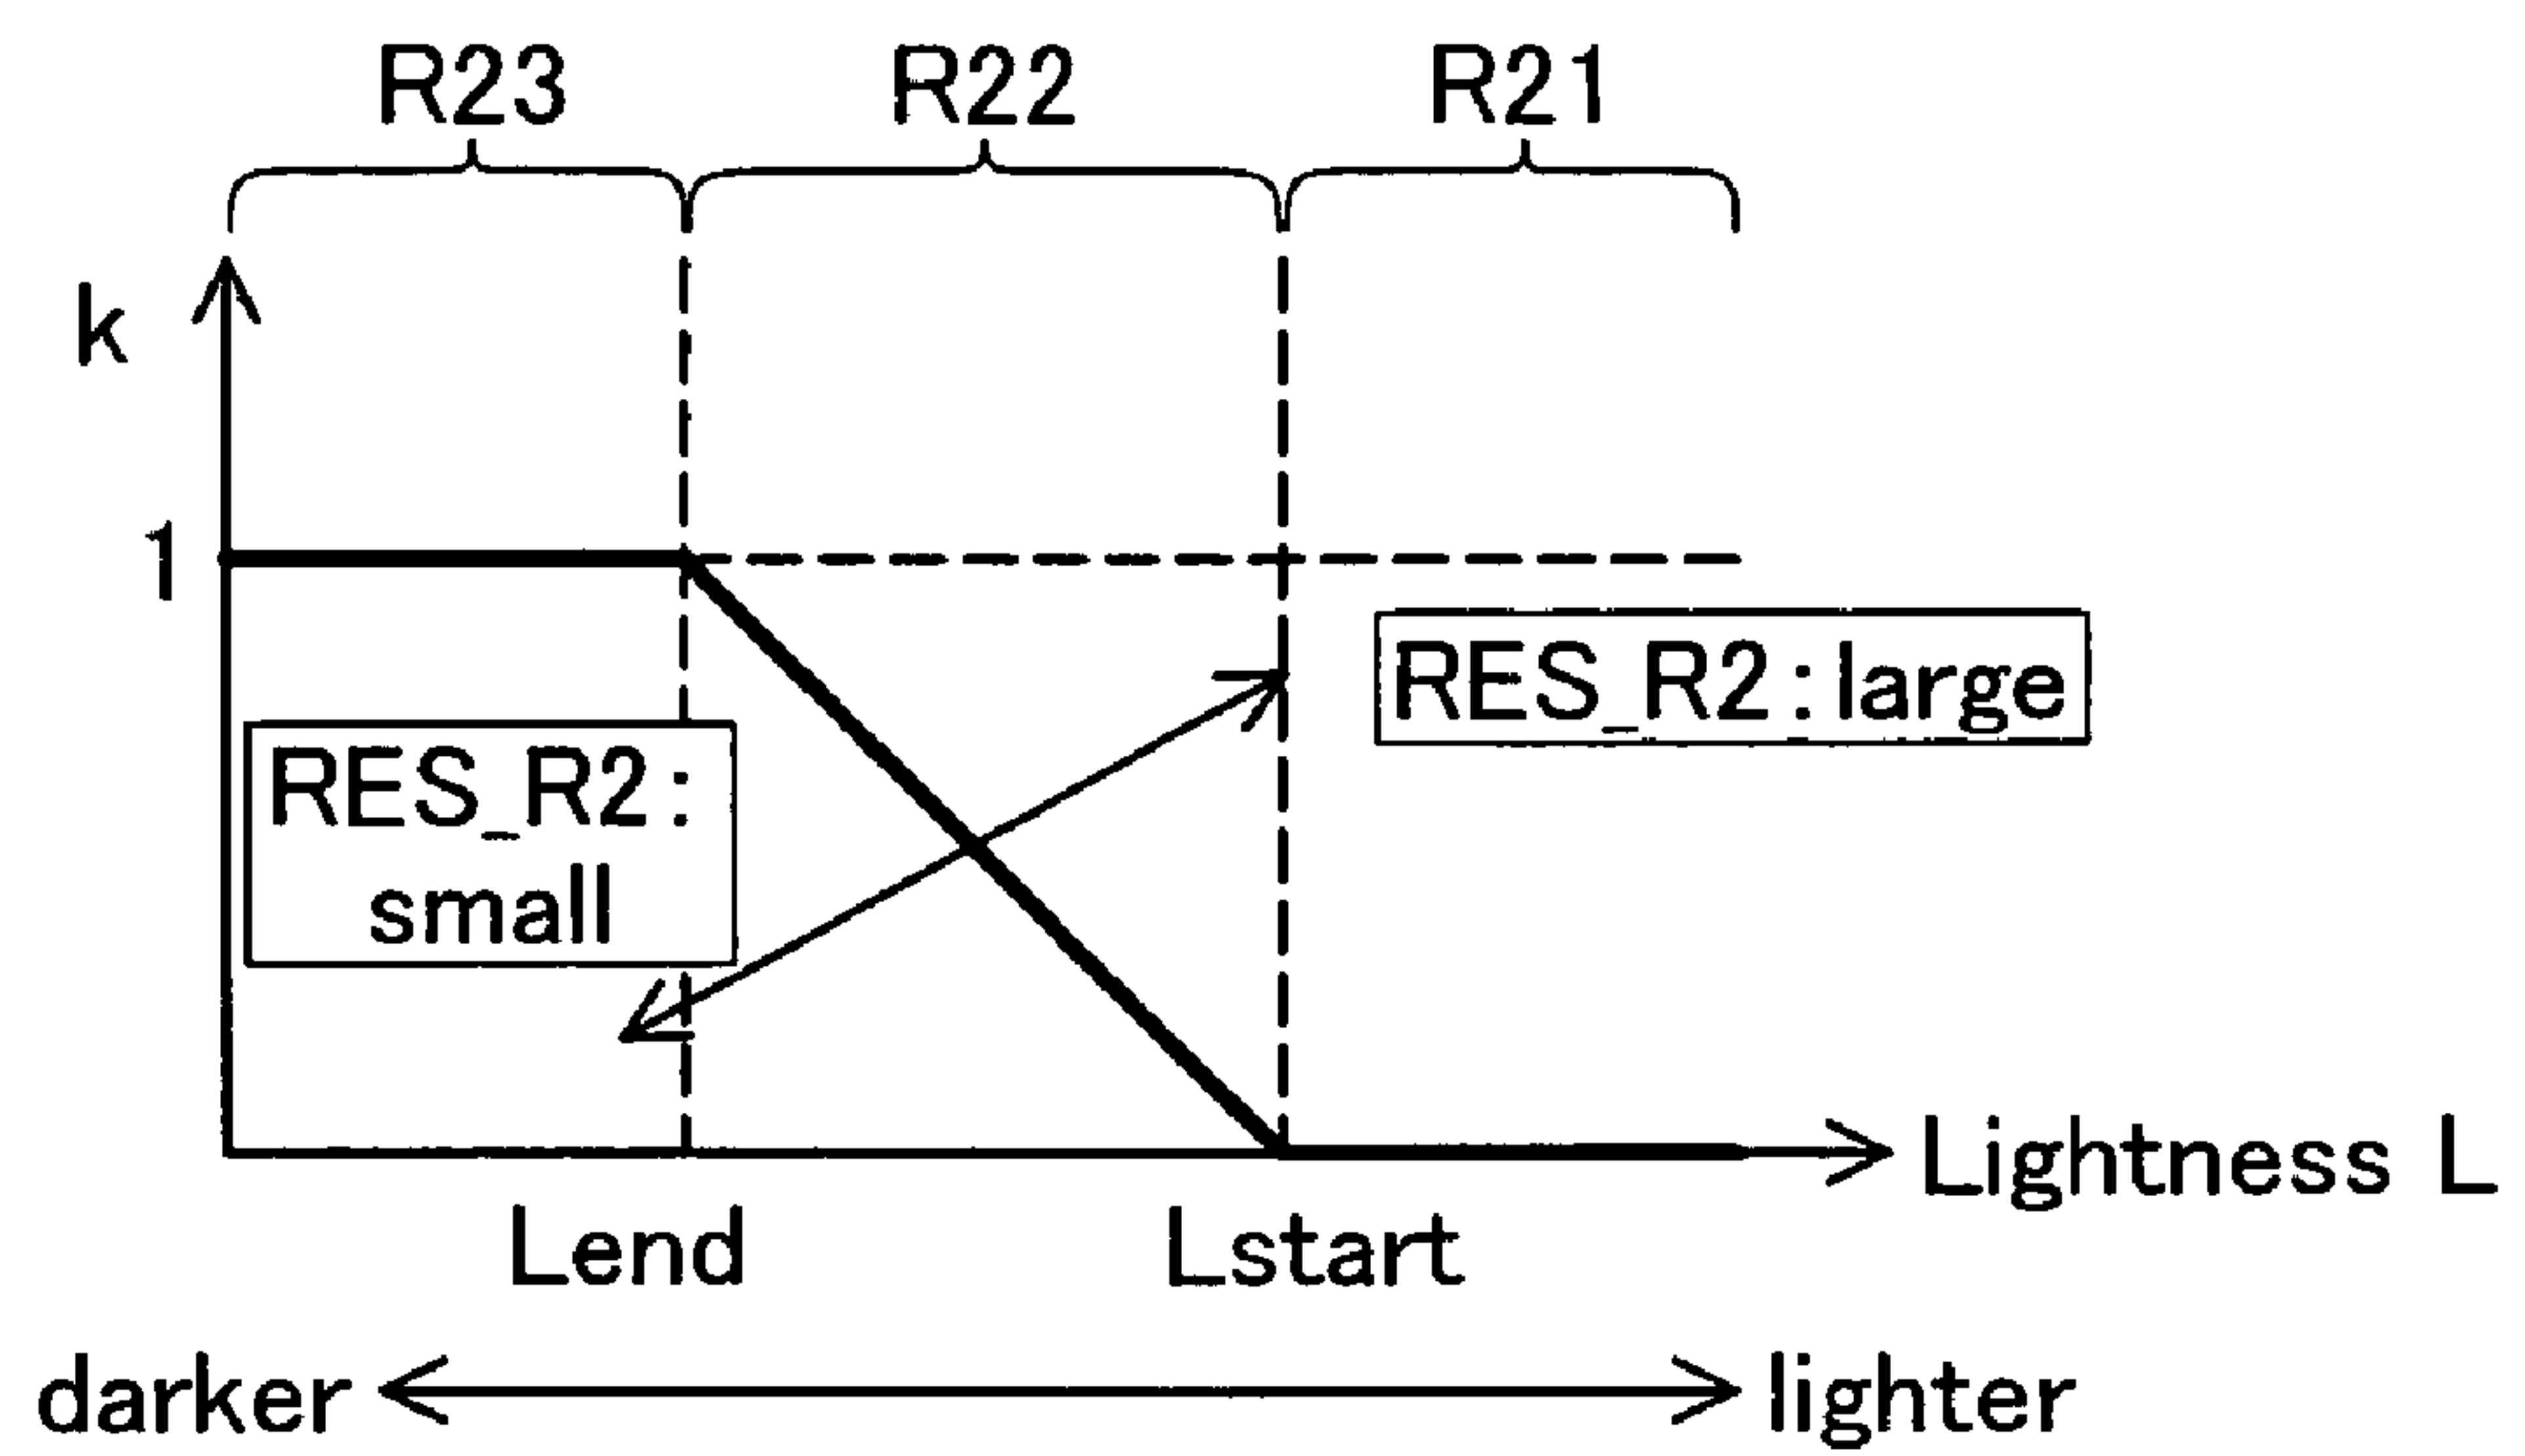 R23 R22 R21
k
1
RES_R2:large
RES_R2:
small
Lightness L
Lend Lstart
darker lighter